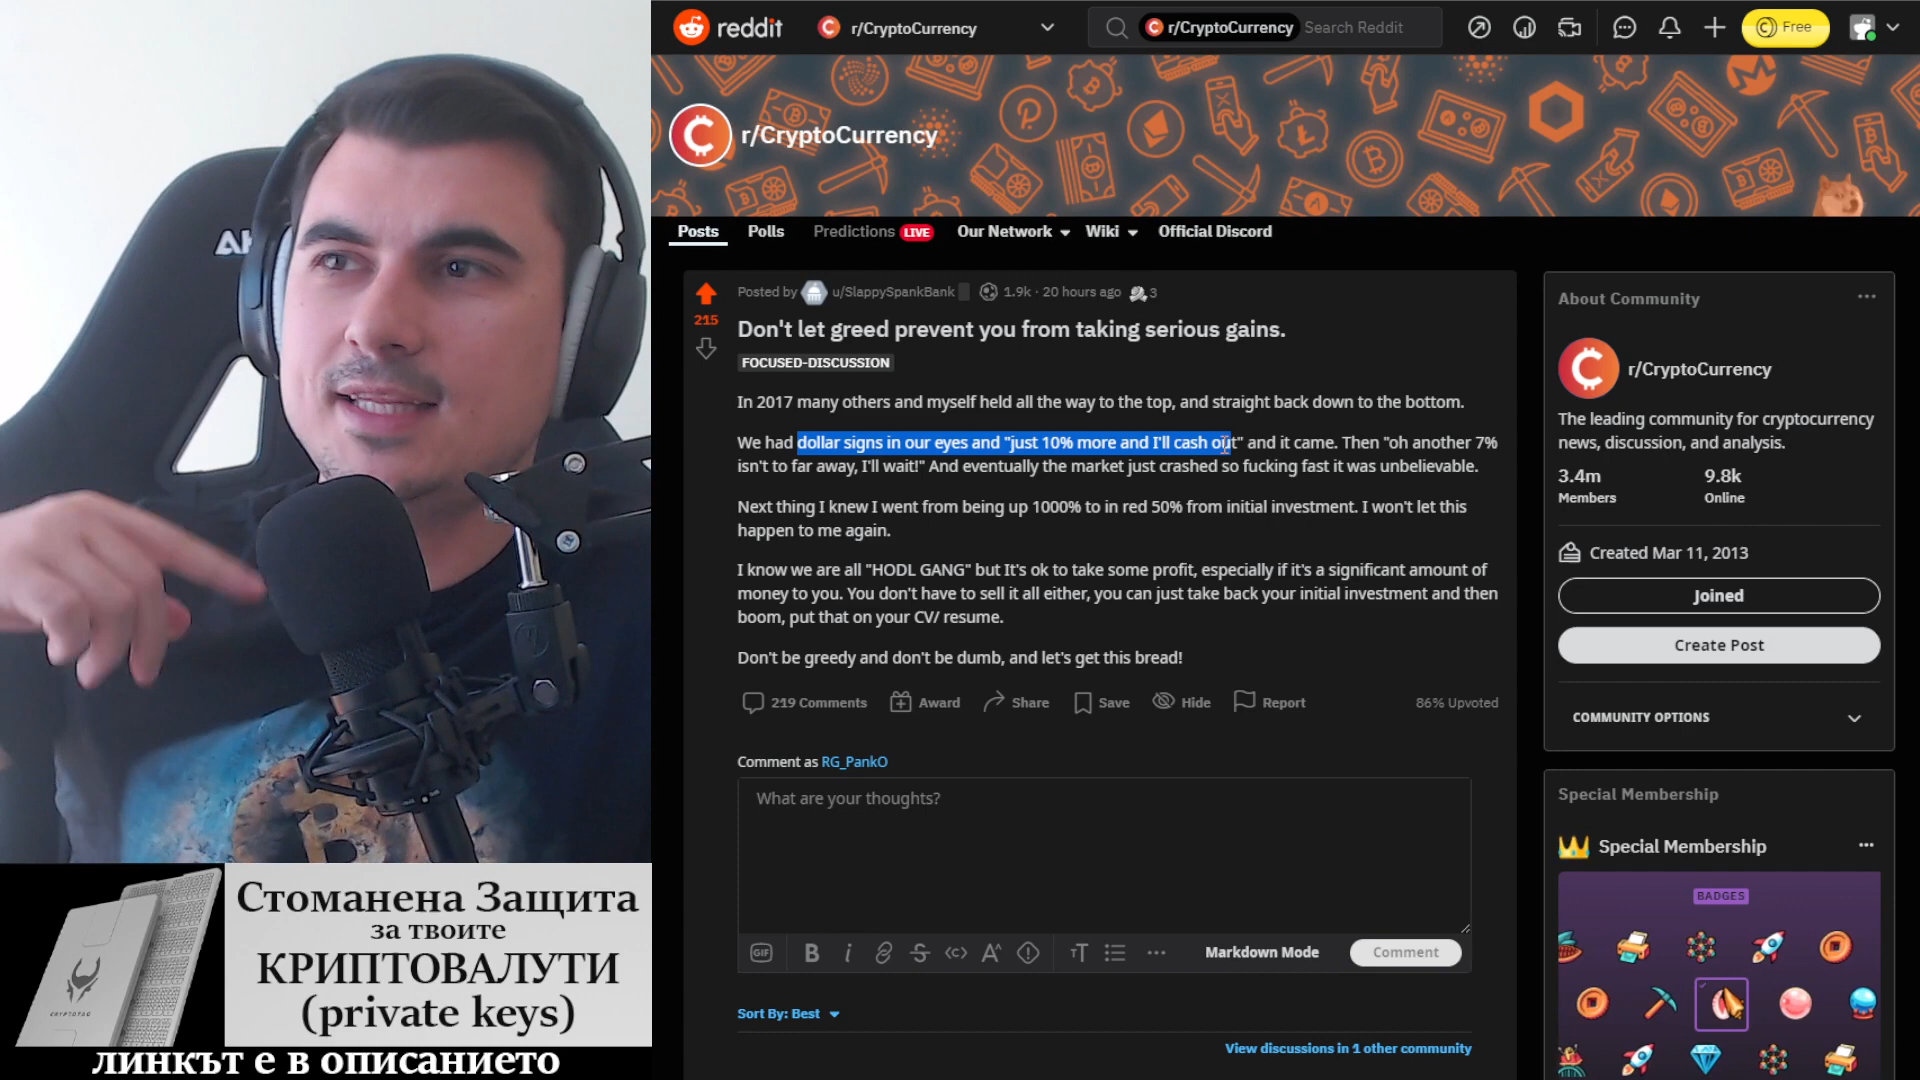 reddit
r/CryptoCurrency
r/CryptoCurrency Search Reddit
Free
r/CryptoCurrency
Posts
Polls
Predictions LIVE
Our Network
Wiki
Official Discord
215
Posted by u/SlappySpankBank 1.9k · 20 hours ago 3
Don't let greed prevent you from taking serious gains.
FOCUSED-DISCUSSION
In 2017 many others and myself held all the way to the top, and straight back down to the bottom.
We had dollar signs in our eyes and "just 10% more and I'll cash out" and it came. Then "oh another 7%
isn't to far away, I'll wait!" And eventually the market just crashed so fucking fast it was unbelievable.
Next thing I knew I went from being up 1000% to in red 50% from initial investment. I won't let this
happen to me again.
I know we are all "HODL GANG" but It's ok to take some profit, especially if it's a significant amount of
money to you. You don't have to sell it all either, you can just take back your initial investment and then
boom, put that on your CV/ resume.
Don't be greedy and don't be dumb, and let's get this bread!
219 Comments
Award
Share
Save
Hide
Report
86% Upvoted
Comment as RG_PankO
What are your thoughts?
GIF
Markdown Mode
Comment
Sort By: Best
View discussions in 1 other community
About Community
r/CryptoCurrency
The leading community for cryptocurrency
news, discussion, and analysis.
3.4m
Members
9.8k
Online
Created Mar 11, 2013
Joined
Create Post
COMMUNITY OPTIONS
Special Membership
Special Membership
BADGES
Стоманена Защита
за твоите
КРИПТОВАЛУТИ
(private keys)
CRYPTOTAG
линкът е в описанието